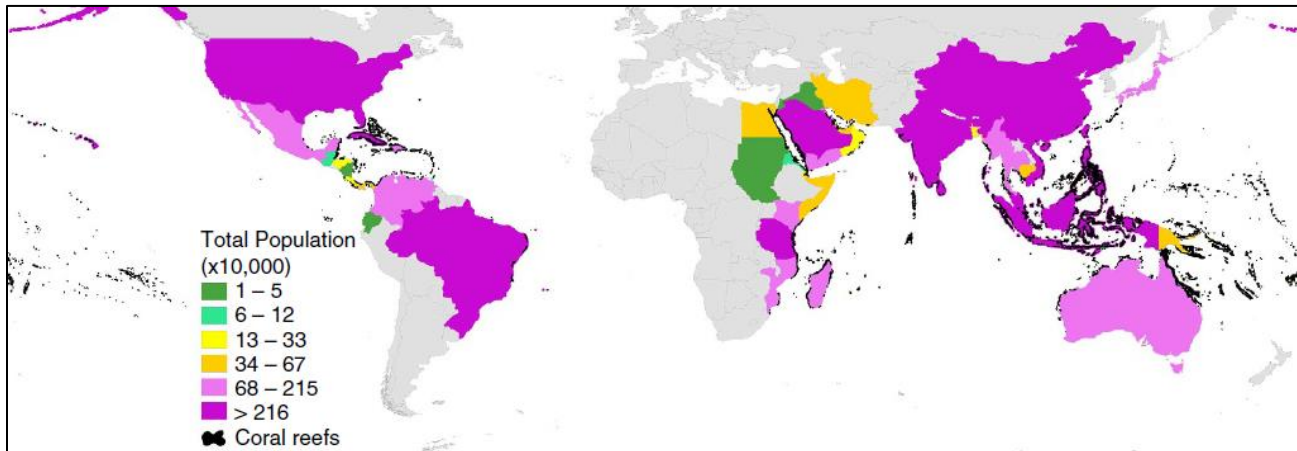 Total Population
(x10,000)
1 – 5
6 – 12
13 – 33
34 – 67
68 – 215
> 216
Coral reefs